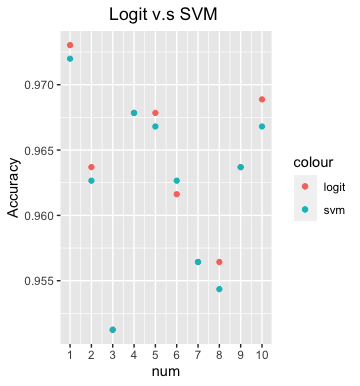 Logit v.s SVM
Accuracy
0.970
0.965
0.960
0.955
1 2 3 4 5 6 7 8 9 10
num
colour
logit
svm